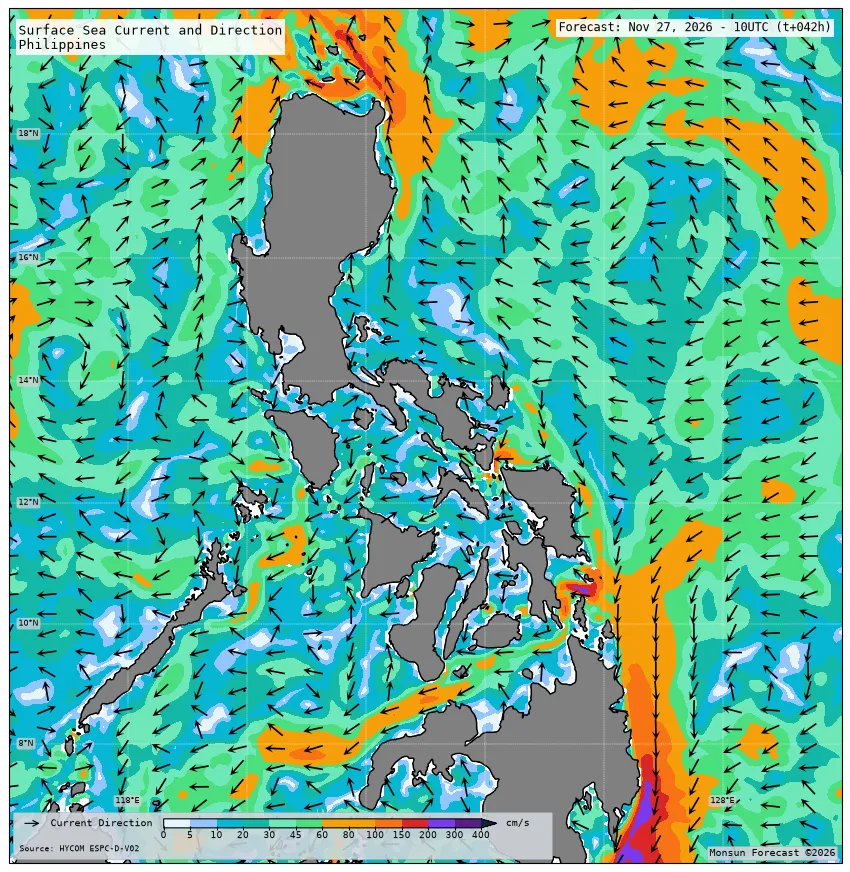 Surface Sea Current and Direction
Philippines
Forecast: Nov 27, 2026 - 10UTC (t+042h)
18°N
16°N
14°N
12°N
10°N
8°N
118°E
128°E
Current Direction
0 5 10 20 30 45 60 80 100 150 200 300 400 cm/s
Source: HYCOM ESPC-D-V02
Monsun Forecast ©2026